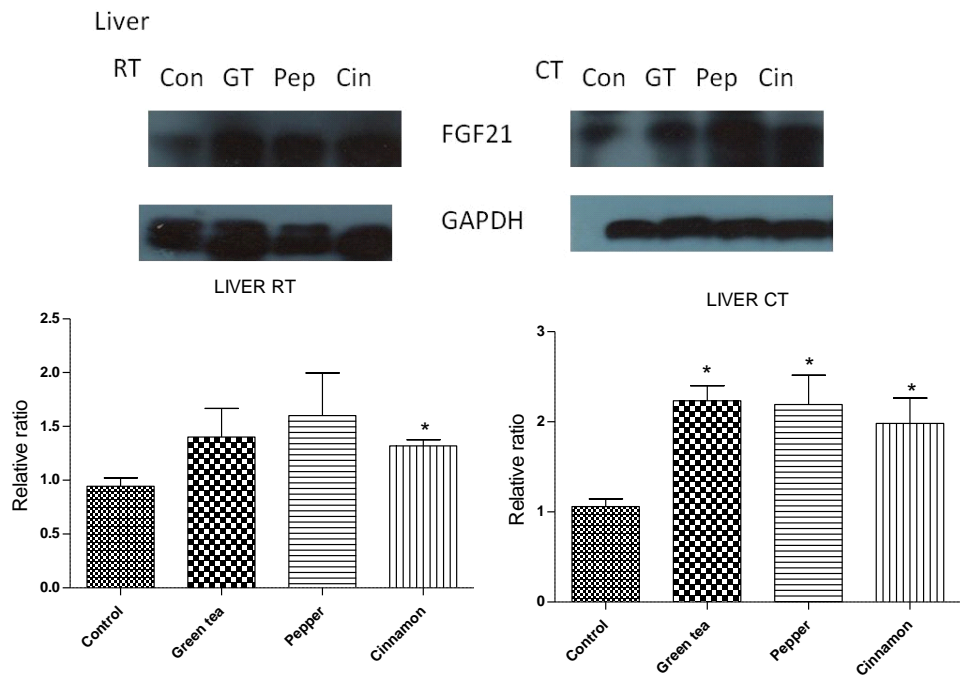 Liver
RT Con GT Pep Cin
CT Con GT Pep Cin
FGF21
GAPDH
LIVER RT
2.5
2.0
1.5
1.0
0.5
0.0
Relative ratio
*
Control
Green tea
Pepper
Cinnamon
LIVER CT
3
2
1
0
Relative ratio
*
*
*
Control
Green tea
Pepper
Cinnamon